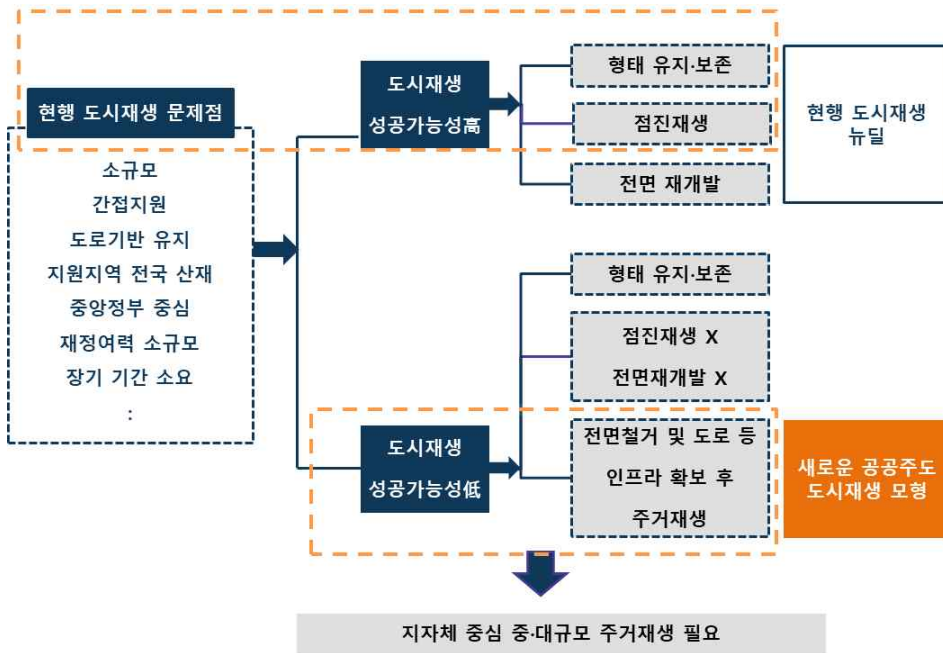 현행 도시재생 문제점
소규모
간접지원
도로기반 유지
지원지역 전국 산재
중앙정부 중심
재정여력 소규모
장기 기간 소요
:
도시재생
성공가능성高
형태 유지·보존
점진재생
전면 재개발
현행 도시재생
뉴딜
도시재생
성공가능성低
형태 유지·보존
점진재생 X
전면재개발 X
전면철거 및 도로 등
인프라 확보 후
주거재생
새로운 공공주도
도시재생 모형
지자체 중심 중·대규모 주거재생 필요